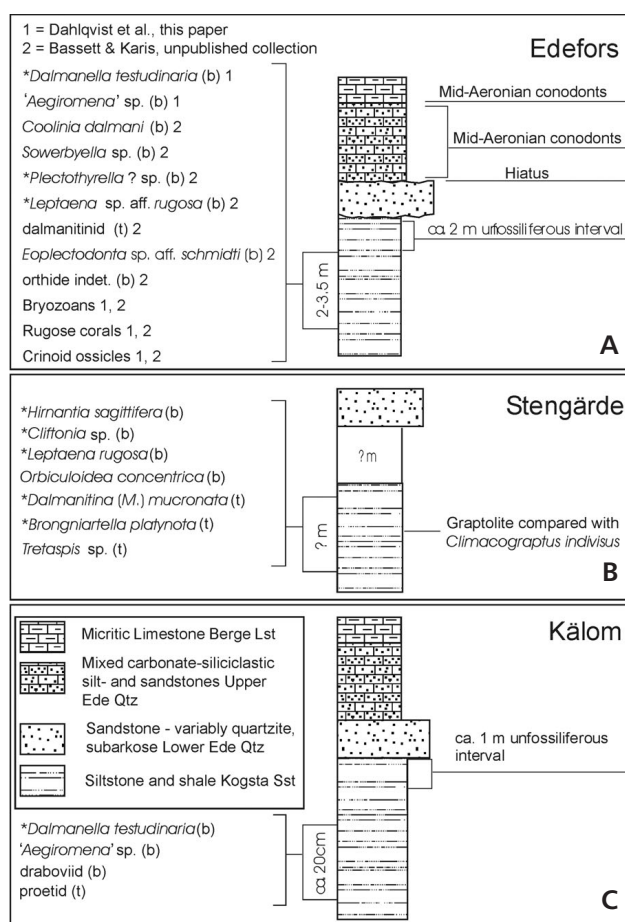 1 = Dahlqvist et al., this paper
2 = Bassett & Karis, unpublished collection
Edefors
*Dalmanella testudinaria (b) 1
'Aegiromena' sp. (b) 1
Coolinia dalmani (b) 2
Sowerbyella sp. (b) 2
*Plectothyrella ? sp. (b) 2
*Leptaena sp. aff. rugosa (b) 2
dalmanitinid (t) 2
Eoplectodonta sp. aff. schmidti (b) 2
orthide indet. (b) 2
Bryozoans 1, 2
Rugose corals 1, 2
Crinoid ossicles 1, 2
2-3.5 m
Mid-Aeronian conodonts
Mid-Aeronian conodonts
Hiatus
ca. 2 m unfossiliferous interval
A
Stengärde
*Hirnantia sagittifera (b)
*Cliftonia sp. (b)
*Leptaena rugosa (b)
Orbiculoidea concentrica (b)
*Dalmanitina (M.) mucronata (t)
*Brongniartella platynota (t)
Tretaspis sp. (t)
? m
? m
Graptolite compared with
Climacograptus indivisus
B
Kälom
Micritic Limestone Berge Lst
Mixed carbonate-siliciclastic
silt- and sandstones Upper
Ede Qtz
Sandstone - variably quartzite,
subarkose Lower Ede Qtz
Siltstone and shale Kogsta Sst
ca. 1 m unfossiliferous
interval
*Dalmanella testudinaria (b)
'Aegiromena' sp. (b)
draboviid (b)
proetid (t)
ca 20cm
C